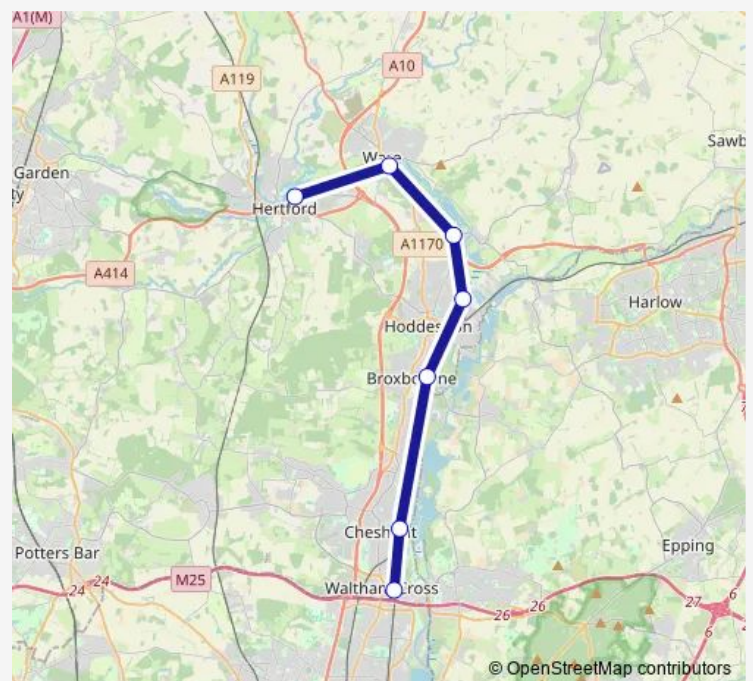 A1(M)
A10
A119
Sawb
Ware
Garden
ty
Hertford
A1170
A414
Harlow
Hoddeston
Broxbourne
Cheshunt
Potters Bar
Epping
M25
Waltham Cross
24
24
26
26
27
6
6
© OpenStreetMap contributors